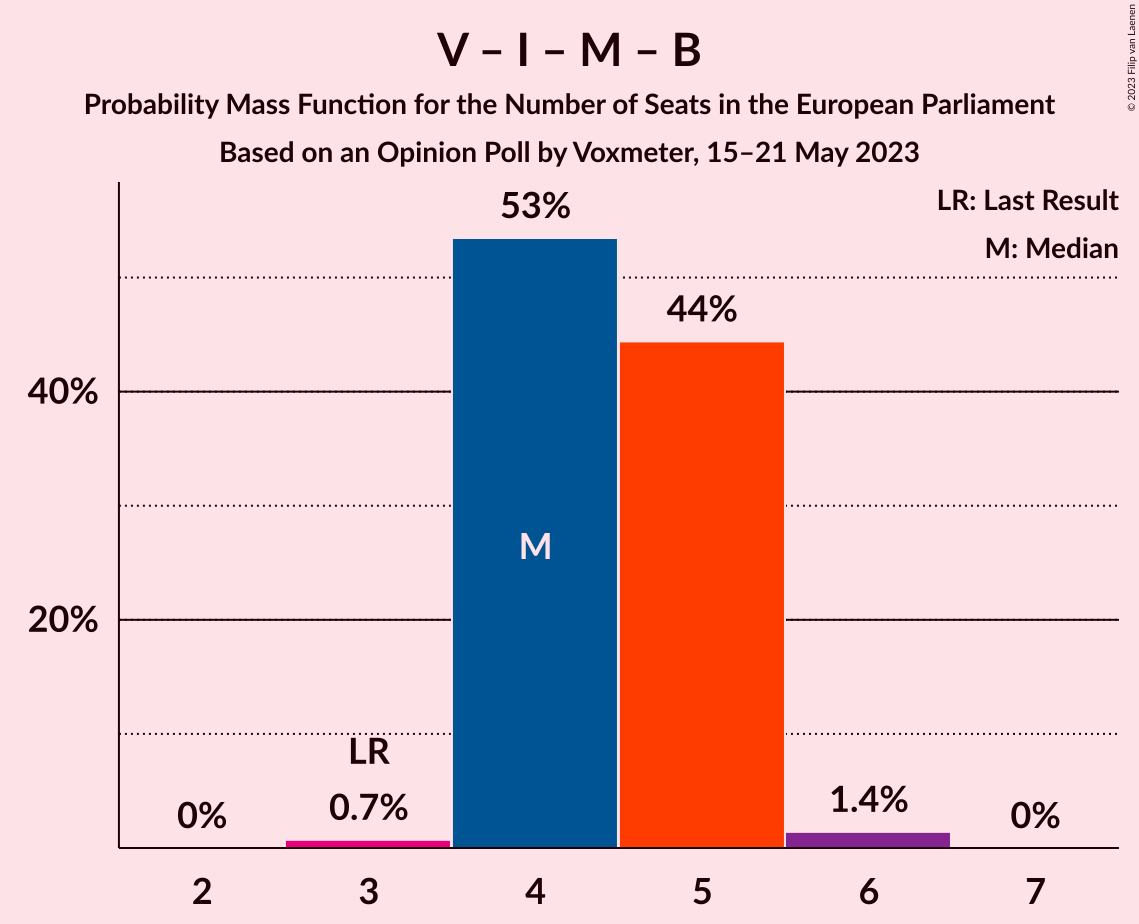 V – I – M – B
Probability Mass Function for the Number of Seats in the European Parliament
Based on an Opinion Poll by Voxmeter, 15–21 May 2023
© 2023 Filip van Laenen
LR: Last Result
M: Median
53%
44%
40%
M
20%
LR
0%
0.7%
1.4%
0%
2
3
4
5
6
7